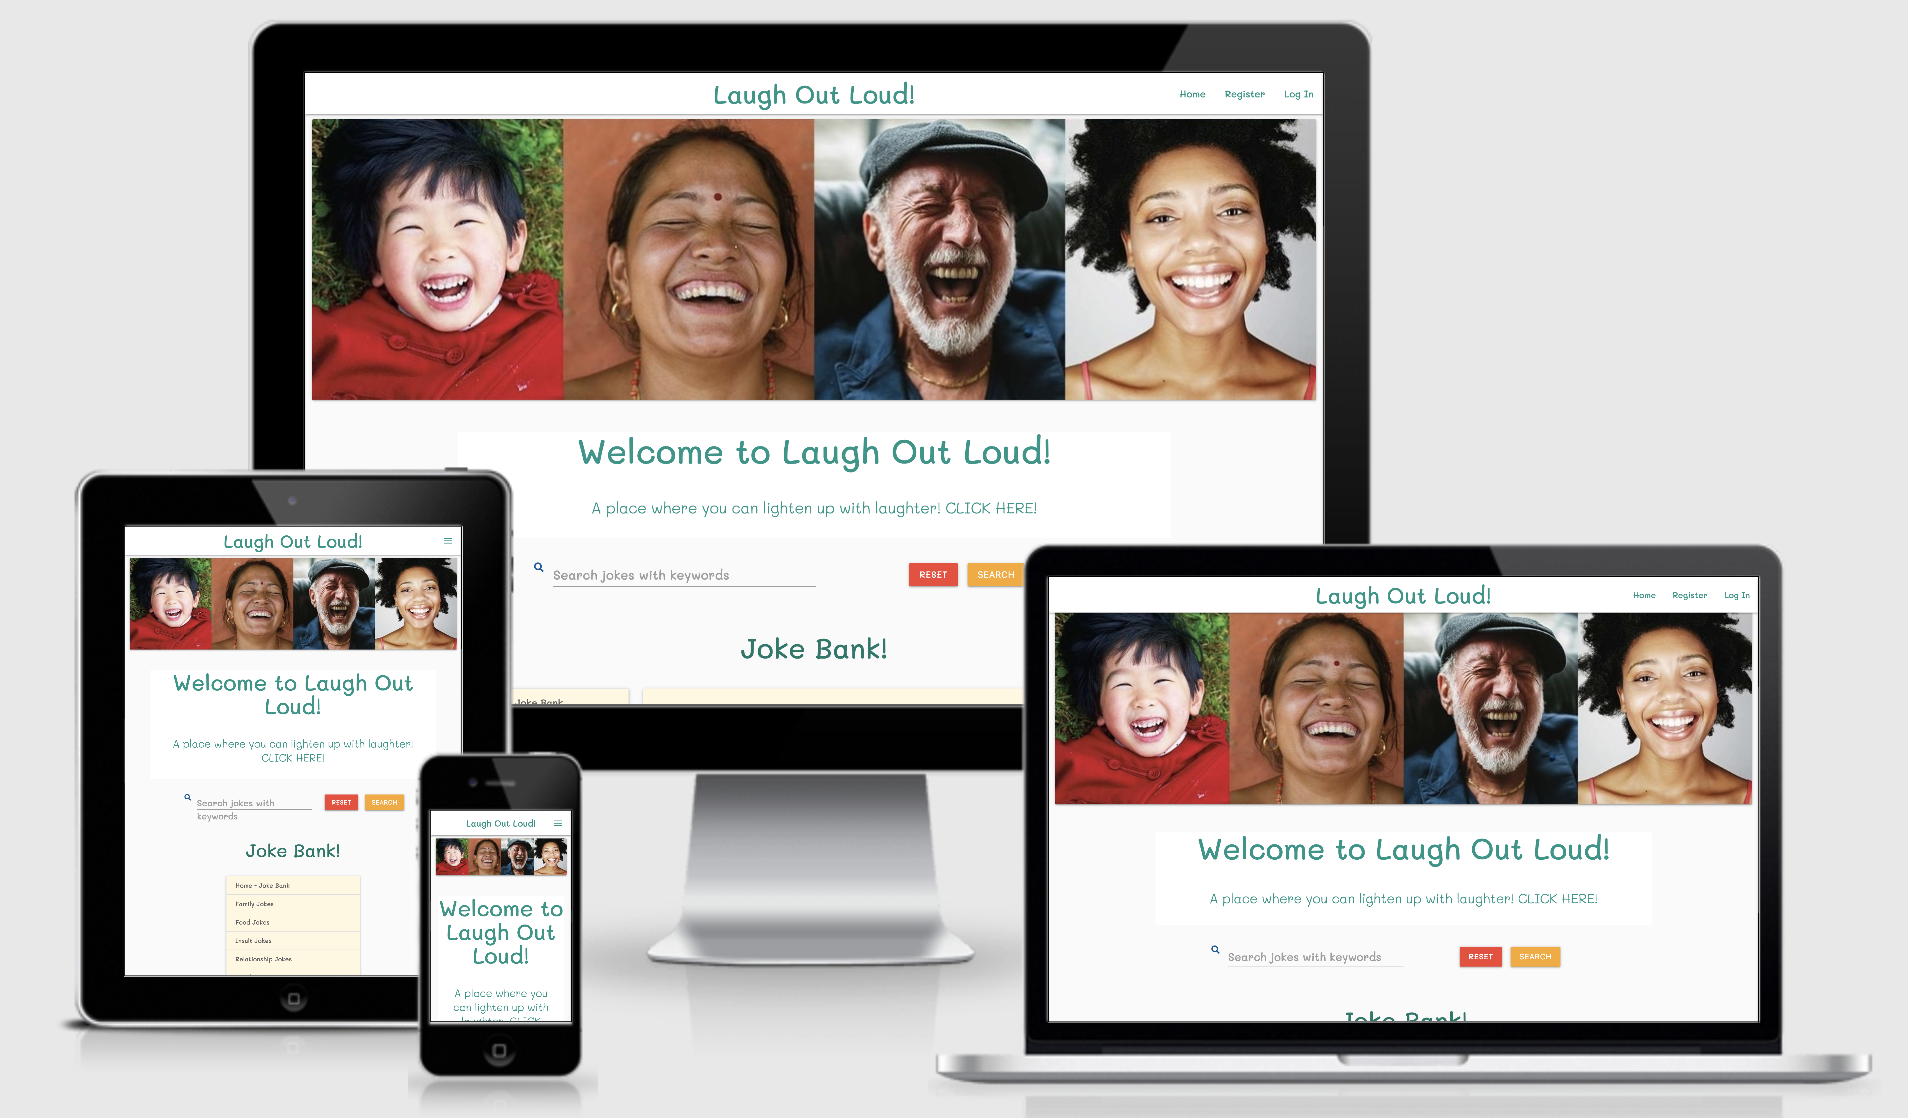 Laugh Out Loud!
Home Register Log In
Welcome to Laugh Out Loud!
A place where you can lighten up with laughter! CLICK HERE!
Search jokes with keywords
RESET SEARCH
Joke Bank!
Joke Bank
Laugh Out Loud!
Welcome to Laugh Out
Loud!
A place where you can lighten up with laughter!
CLICK HERE!
Search jokes with
keywords
RESET SEARCH
Joke Bank!
Home - Joke Bank
Family Jokes
Food Jokes
Insult Jokes
Relationship Jokes
Laugh Out Loud!
Welcome to
Laugh Out
Loud!
A place where you
can lighten up with
laughter! CLICK
Laugh Out Loud!
Home Register Log In
Welcome to Laugh Out Loud!
A place where you can lighten up with laughter! CLICK HERE!
Search jokes with keywords
RESET SEARCH
Joke Bank!